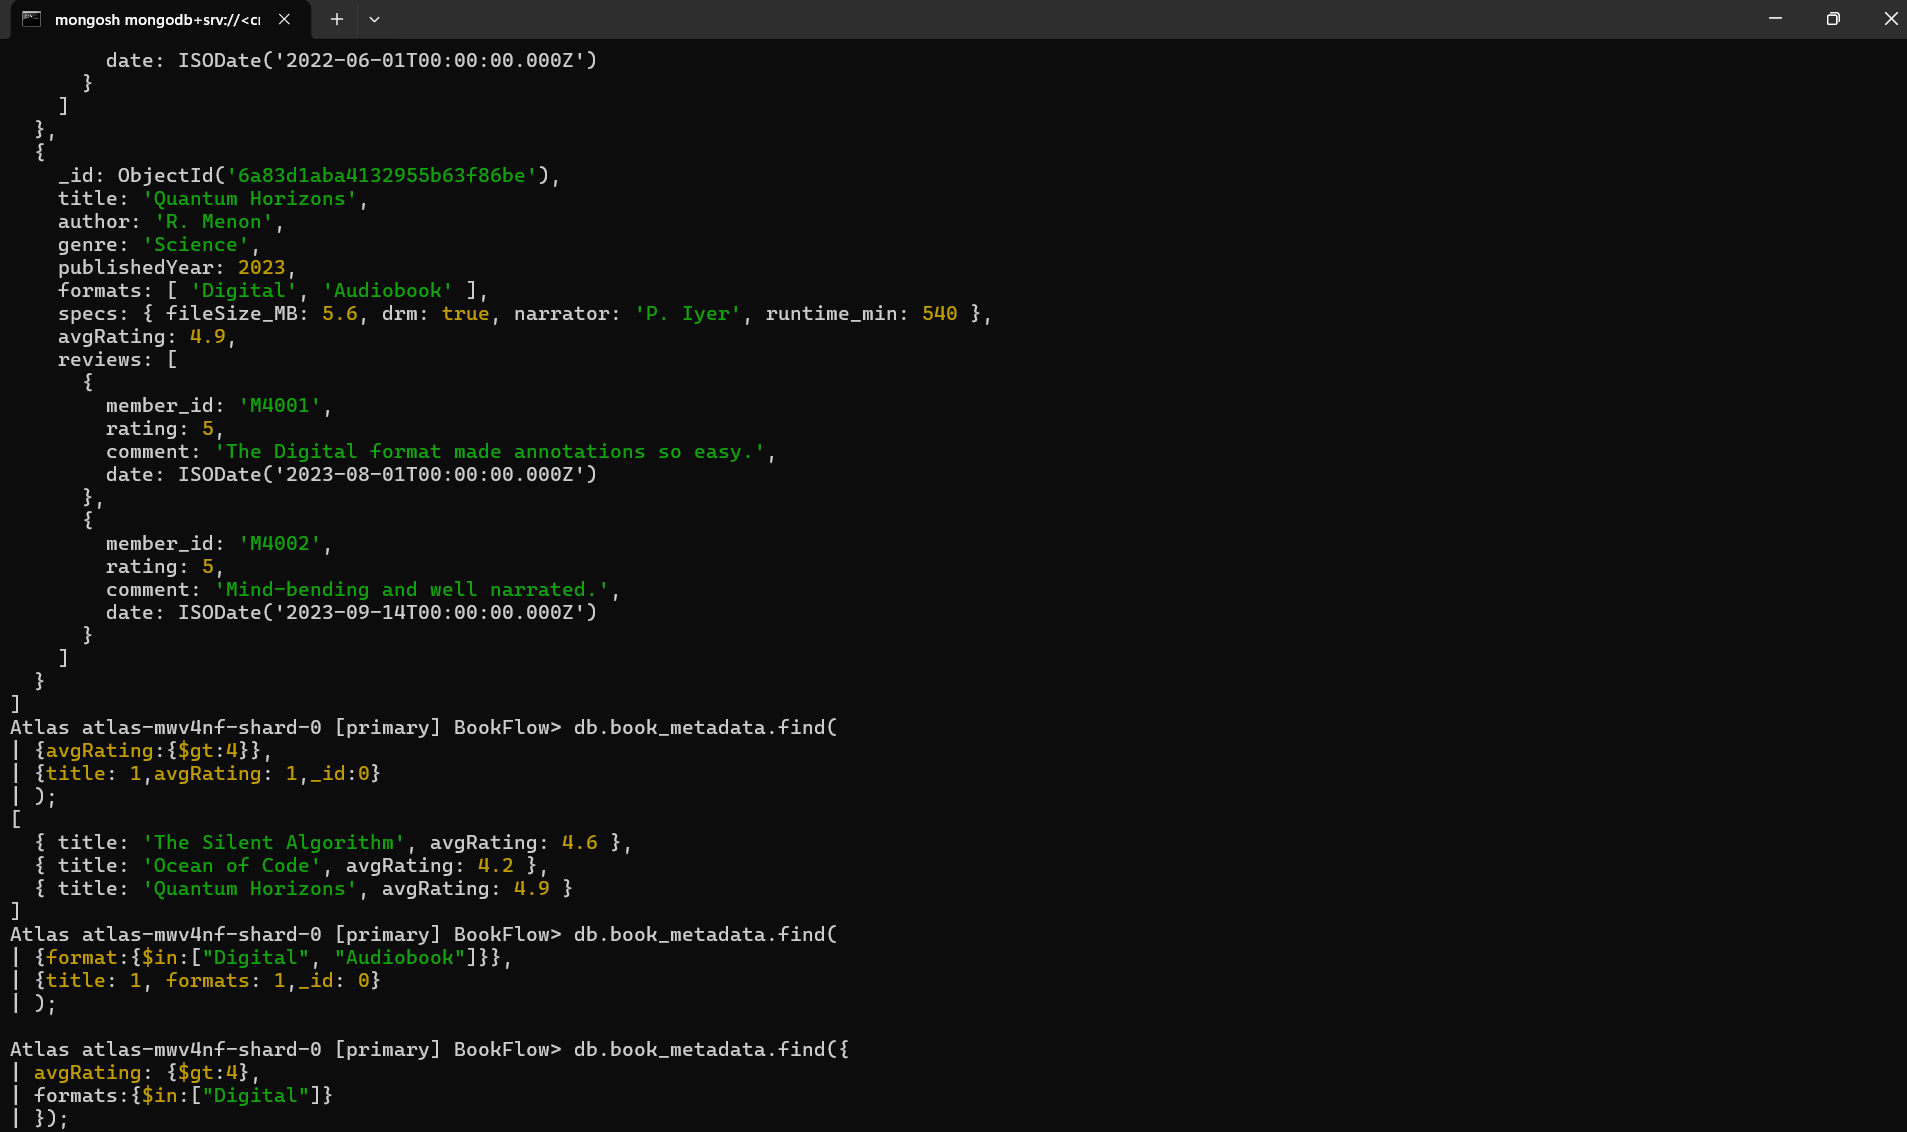 mongosh mongodb+srv://<cr
        date: ISODate('2022-06-01T00:00:00.000Z')
      }
    ]
  },
  {
    _id: ObjectId('6a83d1aba4132955b63f86be'),
    title: 'Quantum Horizons',
    author: 'R. Menon',
    genre: 'Science',
    publishedYear: 2023,
    formats: [ 'Digital', 'Audiobook' ],
    specs: { fileSize_MB: 5.6, drm: true, narrator: 'P. Iyer', runtime_min: 540 },
    avgRating: 4.9,
    reviews: [
      {
        member_id: 'M4001',
        rating: 5,
        comment: 'The Digital format made annotations so easy.',
        date: ISODate('2023-08-01T00:00:00.000Z')
      },
      {
        member_id: 'M4002',
        rating: 5,
        comment: 'Mind-bending and well narrated.',
        date: ISODate('2023-09-14T00:00:00.000Z')
      }
    ]
  }
]
Atlas atlas-mwv4nf-shard-0 [primary] BookFlow> db.book_metadata.find(
| {avgRating:{$gt:4}},
| {title: 1,avgRating: 1,_id:0}
| );
[
  { title: 'The Silent Algorithm', avgRating: 4.6 },
  { title: 'Ocean of Code', avgRating: 4.2 },
  { title: 'Quantum Horizons', avgRating: 4.9 }
]
Atlas atlas-mwv4nf-shard-0 [primary] BookFlow> db.book_metadata.find(
| {format:{$in:["Digital", "Audiobook"]}},
| {title: 1, formats: 1,_id: 0}
| );

Atlas atlas-mwv4nf-shard-0 [primary] BookFlow> db.book_metadata.find({
| avgRating: {$gt:4},
| formats:{$in:["Digital"]}
| });